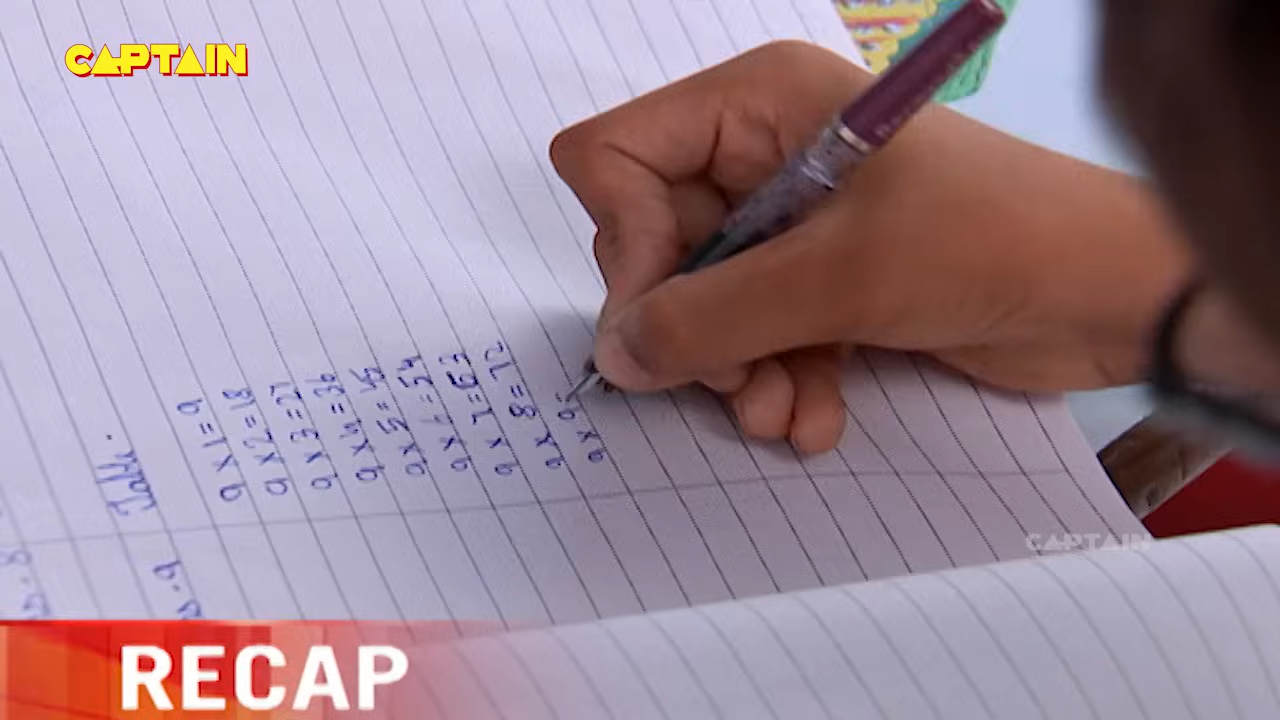 CAPTAIN
Table.
9 x 1 = 9
9 x 2 = 18
9 x 3 = 27
9 x 4 = 36
9 x 5 = 45
9 x 6 = 54
9 x 7 = 63
9 x 8 = 72
9 x 9
CAPTAIN
RECAP